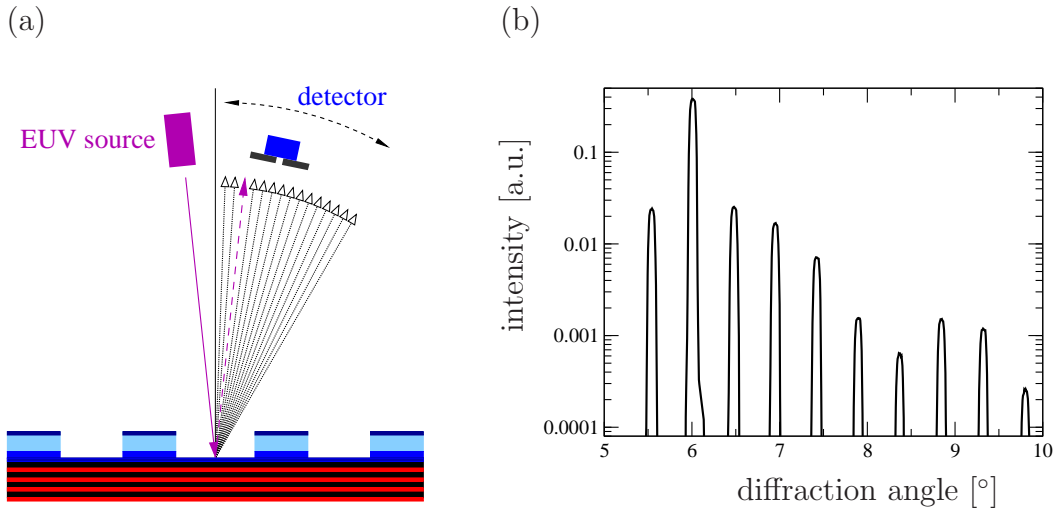 (a)
detector
EUV source
(b)
intensity [a.u.]
0.1
0.01
0.001
0.0001
5 6 7 8 9 10
diffraction angle [°]